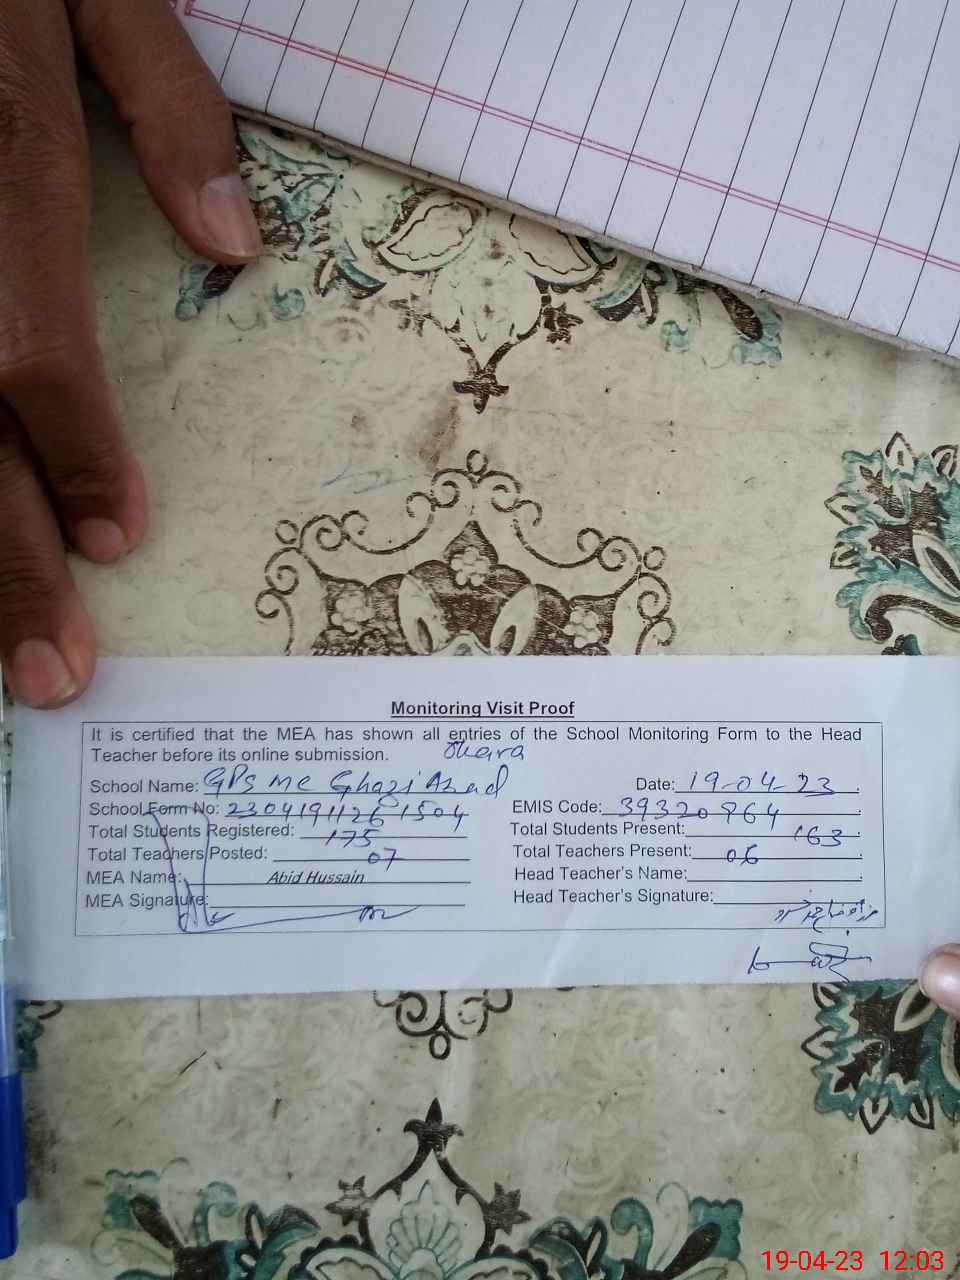 Monitoring Visit Proof
It is certified that the MEA has shown all entries of the School Monitoring Form to the Head
Teacher before its online submission.
Okara
School Name: GPS MC Ghazi Abad Date: 19-04-23
School Form No: 23041911261504 EMIS Code: 39320964
Total Students Registered: 175 Total Students Present: 163
Total Teachers Posted: 07 Total Teachers Present: 06
MEA Name: Abid Hussain Head Teacher's Name:
MEA Signature: Head Teacher's Signature:
19-04-23 12:03